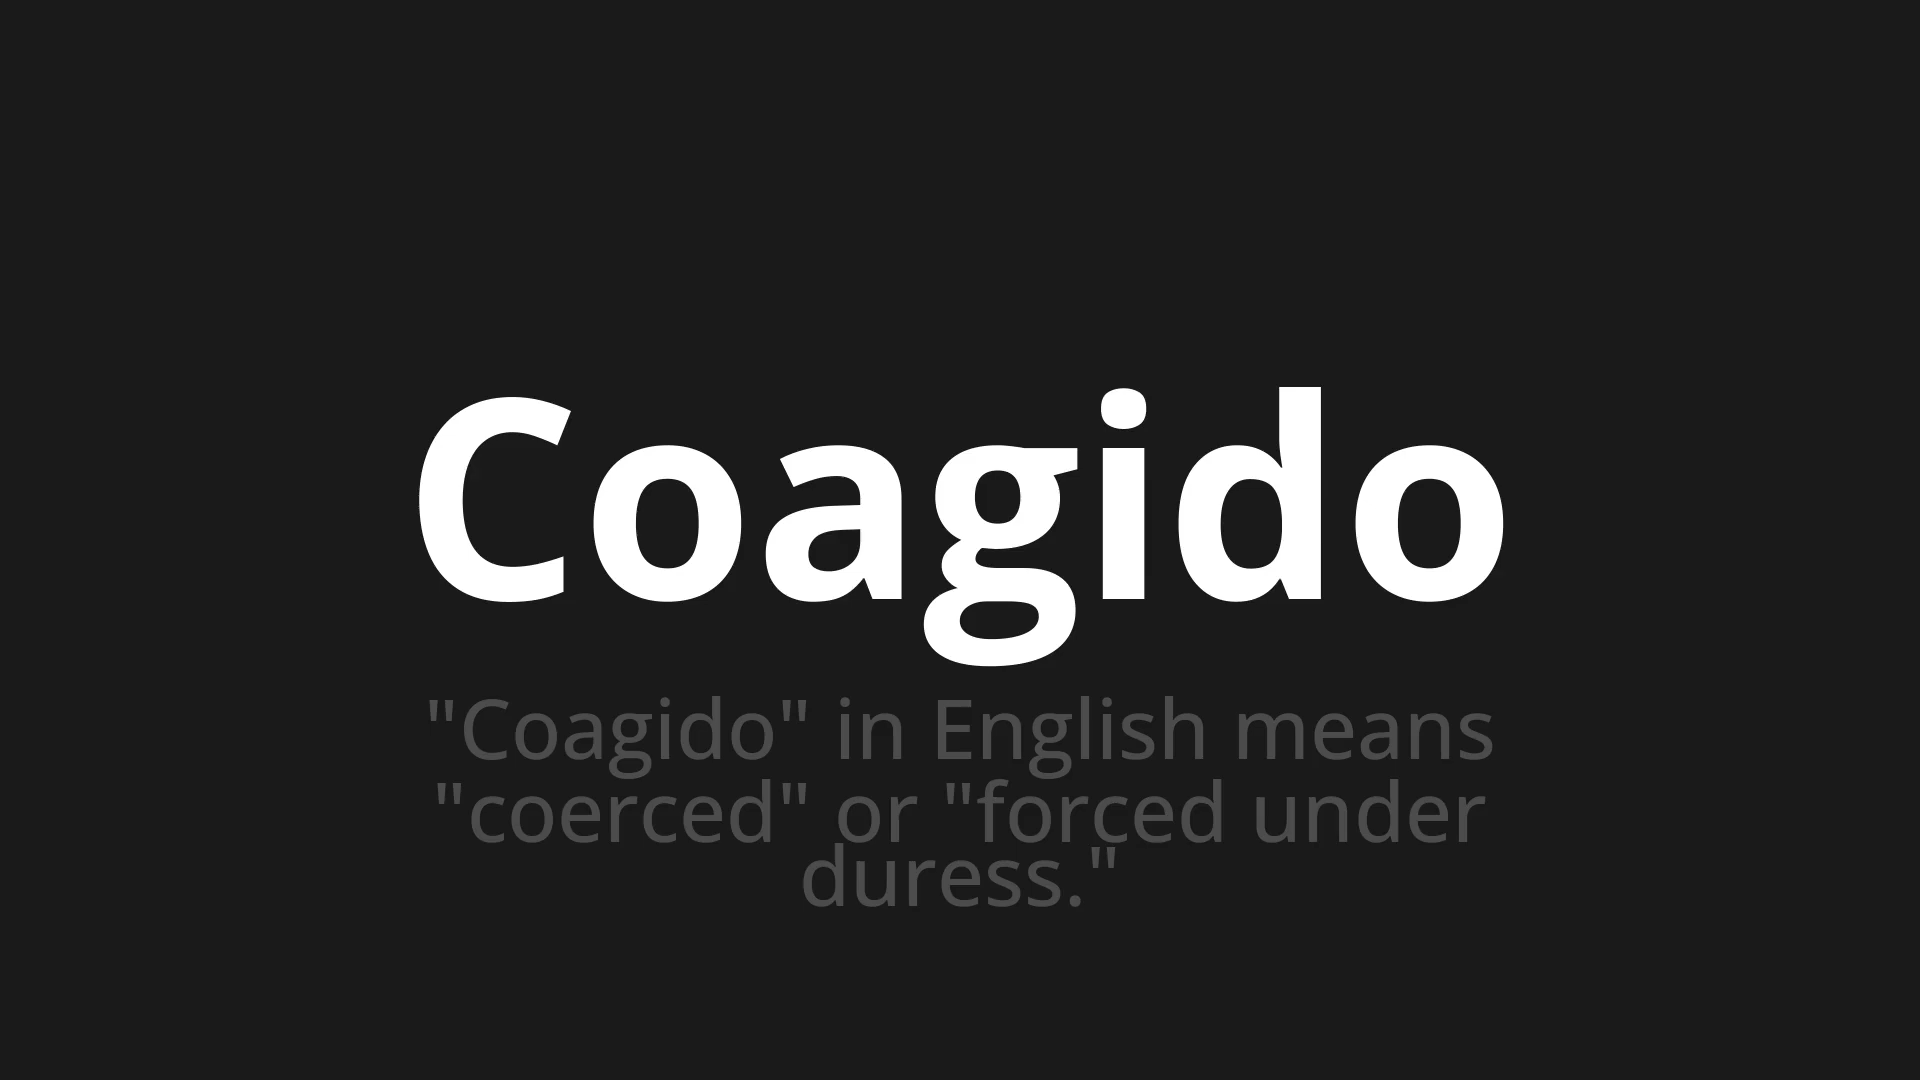 Coagido
"Coagido" in English means
"coerced" or "forced under
duress."